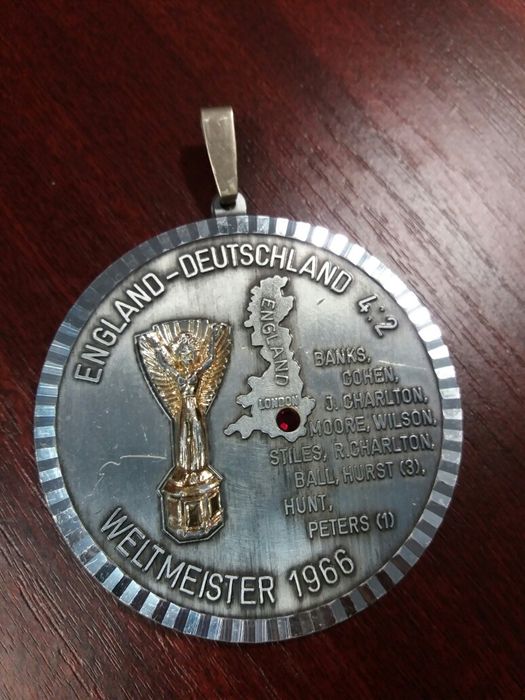 ENGLAND-DEUTSCHLAND 4:2
ENGLAND
LONDON
BANKS,
COHEN,
J. CHARLTON,
MOORE, WILSON,
STILES, R.CHARLTON,
BALL, HURST (3),
HUNT,
PETERS (1)
WELTMEISTER 1966